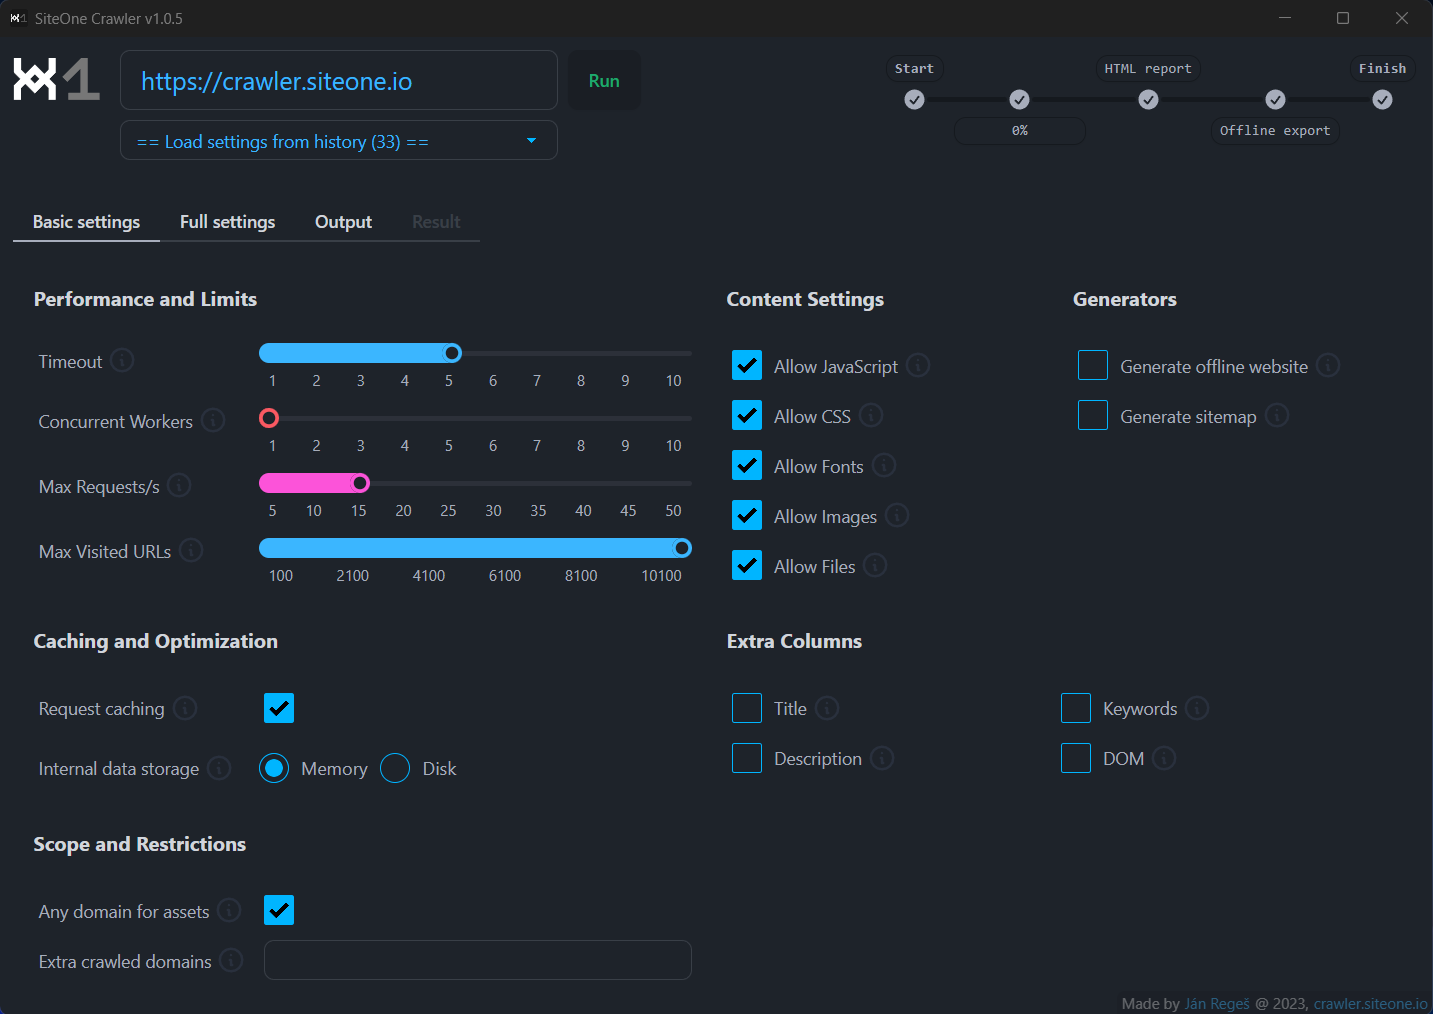 SiteOne Crawler v1.0.5
https://crawler.siteone.io
Run
== Load settings from history (33) ==
Start
HTML report
Finish
0%
Offline export
Basic settings
Full settings
Output
Result
Performance and Limits
Timeout
1 2 3 4 5 6 7 8 9 10
Concurrent Workers
1 2 3 4 5 6 7 8 9 10
Max Requests/s
5 10 15 20 25 30 35 40 45 50
Max Visited URLs
100 2100 4100 6100 8100 10100
Content Settings
Allow JavaScript
Allow CSS
Allow Fonts
Allow Images
Allow Files
Generators
Generate offline website
Generate sitemap
Caching and Optimization
Request caching
Internal data storage
Memory
Disk
Extra Columns
Title
Keywords
Description
DOM
Scope and Restrictions
Any domain for assets
Extra crawled domains
Made by Ján Regeš @ 2023, crawler.siteone.io